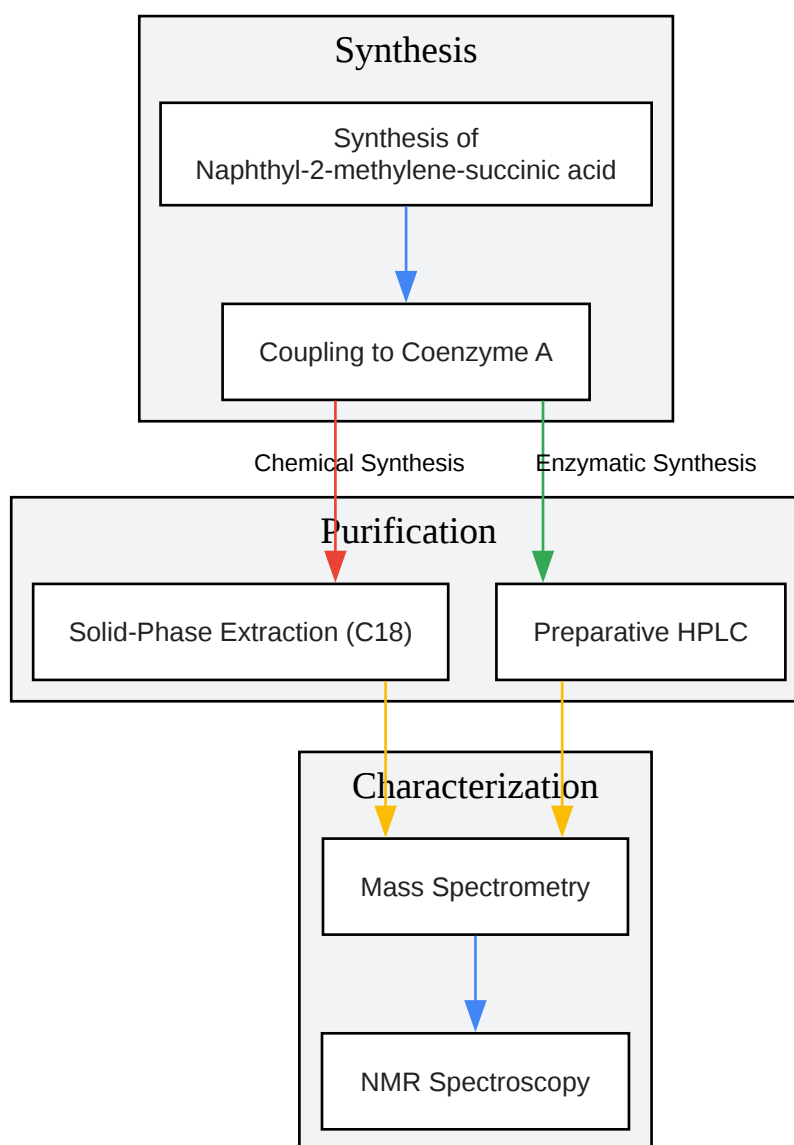 Synthesis
Synthesis of
Naphthyl-2-methylene-succinic acid
Coupling to Coenzyme A
Chemical Synthesis
Enzymatic Synthesis
Purification
Solid-Phase Extraction (C18)
Preparative HPLC
Characterization
Mass Spectrometry
NMR Spectroscopy